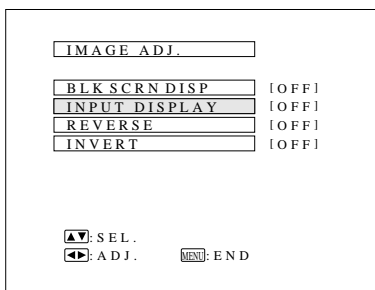 IMAGE ADJ.
BLK SCRN DISP [OFF]
INPUT DISPLAY [OFF]
REVERSE [OFF]
INVERT [OFF]
▲▼:SEL.
◀▶:ADJ. MENU:END